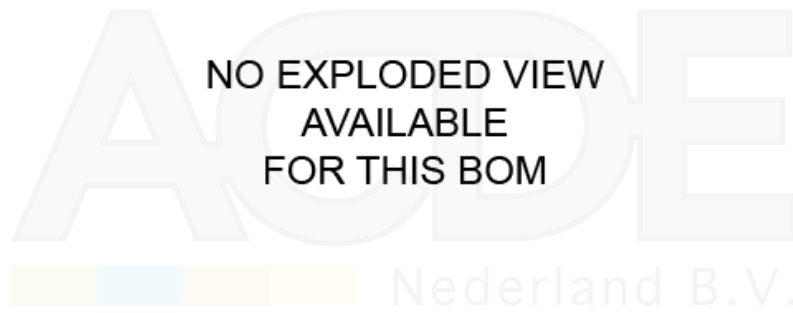 NO EXPLODED VIEW
AVAILABLE
FOR THIS BOM
ACDE
Nederland B.V.